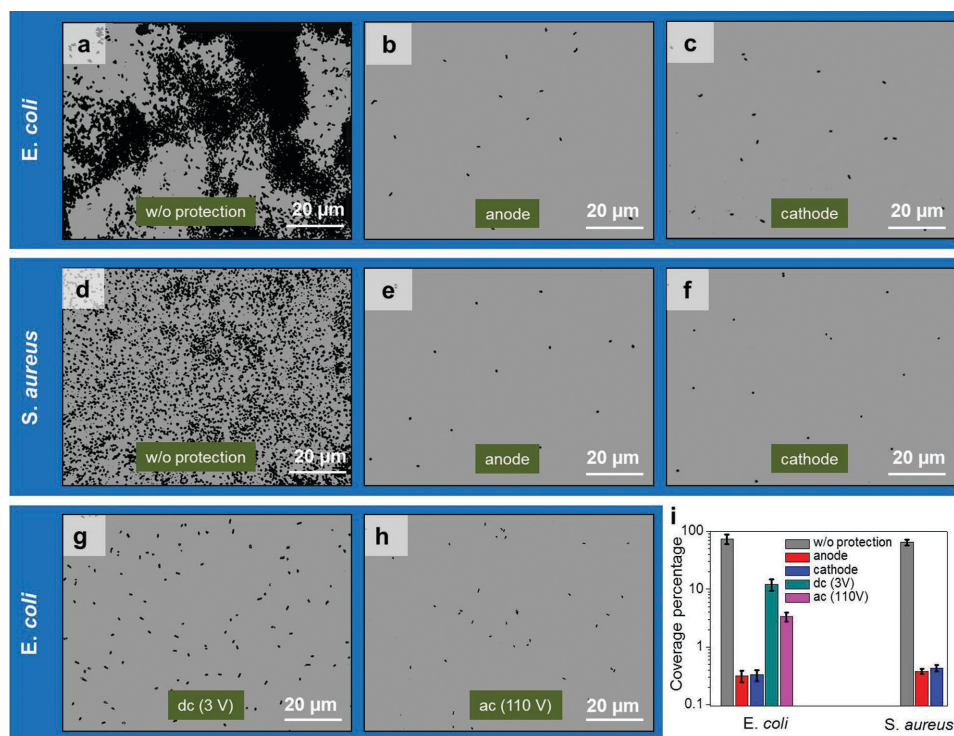 E. coli
a
w/o protection
20 µm
b
anode
20 µm
c
cathode
20 µm
S. aureus
d
w/o protection
20 µm
e
anode
20 µm
f
cathode
20 µm
E. coli
g
dc (3 V)
20 µm
h
ac (110 V)
20 µm
i
Coverage percentage
100
10
1
0.1
w/o protection
anode
cathode
dc (3V)
ac (110V)
E. coli
S. aureus